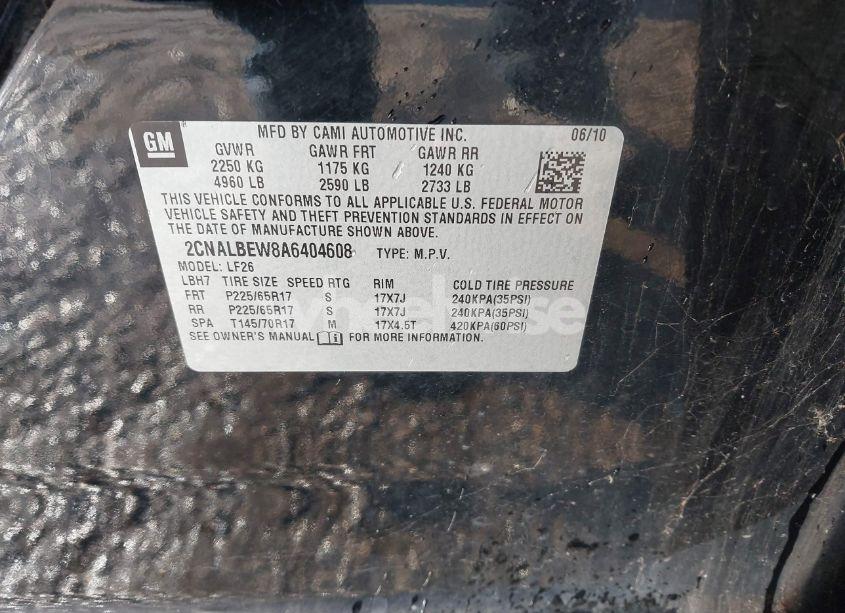 GM
MFD BY CAMI AUTOMOTIVE INC. 06/10
GVWR GAWR FRT GAWR RR
2250 KG 1175 KG 1240 KG
4960 LB 2590 LB 2733 LB
THIS VEHICLE CONFORMS TO ALL APPLICABLE U.S. FEDERAL MOTOR
VEHICLE SAFETY AND THEFT PREVENTION STANDARDS IN EFFECT ON
THE DATE OF MANUFACTURE SHOWN ABOVE.
2CNALBEW8A6404608 TYPE: M.P.V.
MODEL: LF26
LBH7 TIRE SIZE SPEED RTG RIM COLD TIRE PRESSURE
FRT P225/65R17 S 17X7J 240KPA(35PSI)
RR P225/65R17 S 17X7J 240KPA(35PSI)
SPA T145/70R17 M 17X4.5T 420KPA(60PSI)
SEE OWNER'S MANUAL FOR MORE INFORMATION.